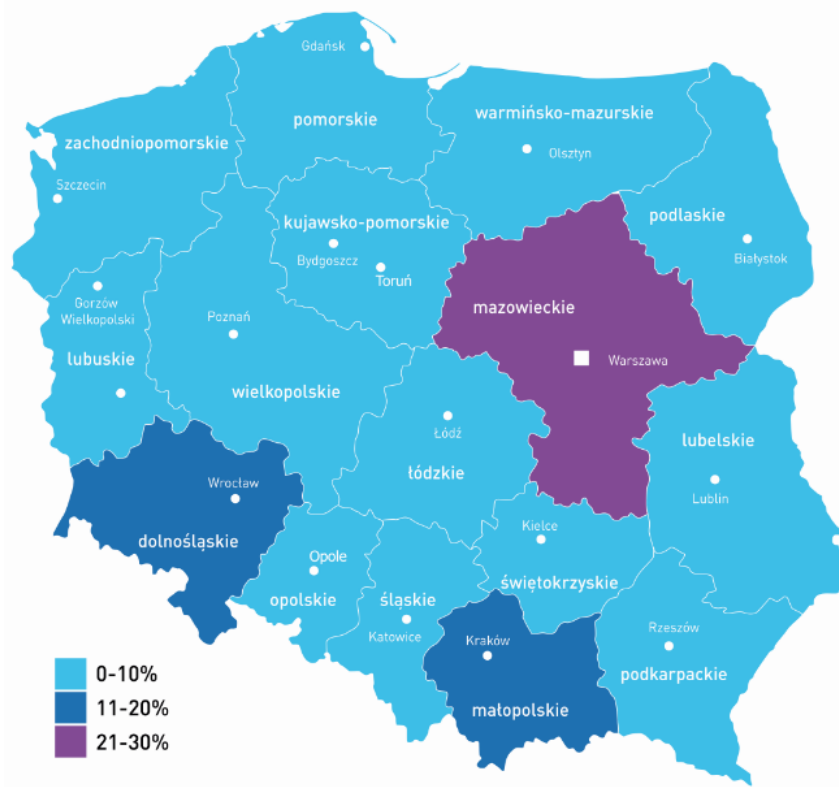 Gdańsk
pomorskie
warmińsko-mazurskie
zachodniopomorskie
Olsztyn
Szczecin
kujawsko-pomorskie
podlaskie
Bydgoszcz
Toruń
Białystok
Gorzów
Wielkopolski
Poznań
mazowieckie
lubuskie
Warszawa
wielkopolskie
Łódź
łódzkie
lubelskie
Wrocław
Lublin
dolnośląskie
Kielce
Opole
opolskie
śląskie
świętokrzyskie
Katowice
Kraków
Rzeszów
podkarpackie
małopolskie
0-10%
11-20%
21-30%